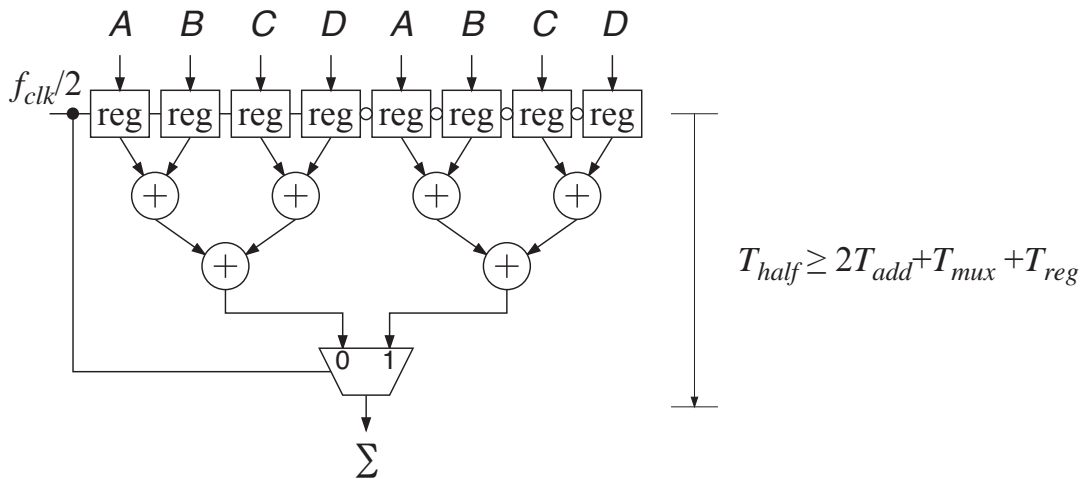 A B C D A B C D
f_clk/2
reg reg reg reg reg reg reg reg
+ + + +
+ +
T_half ≥ 2T_add+T_mux +T_reg
0 1
Σ